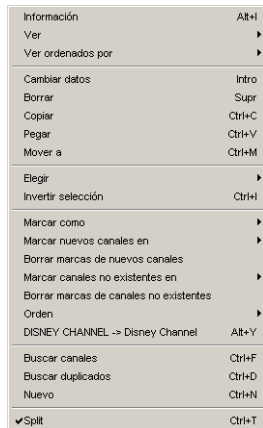 Información Alt+I
Ver
Ver ordenados por
Cambiar datos Intro
Borrar Supr
Copiar Ctrl+C
Pegar Ctrl+V
Mover a Ctrl+M
Elegir
Invertir selección Ctrl+I
Marcar como
Marcar nuevos canales en
Borrar marcas de nuevos canales
Marcar canales no existentes en
Borrar marcas de canales no existentes
Orden
DISNEY CHANNEL -> Disney Channel Alt+Y
Buscar canales Ctrl+F
Buscar duplicados Ctrl+D
Nuevo Ctrl+N
Split Ctrl+T